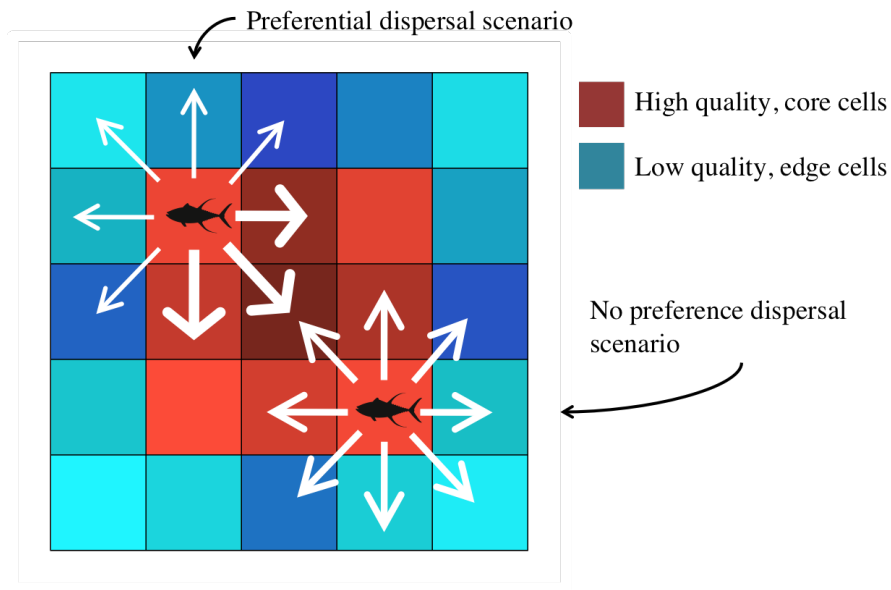 Preferential dispersal scenario
High quality, core cells
Low quality, edge cells
No preference dispersal
scenario